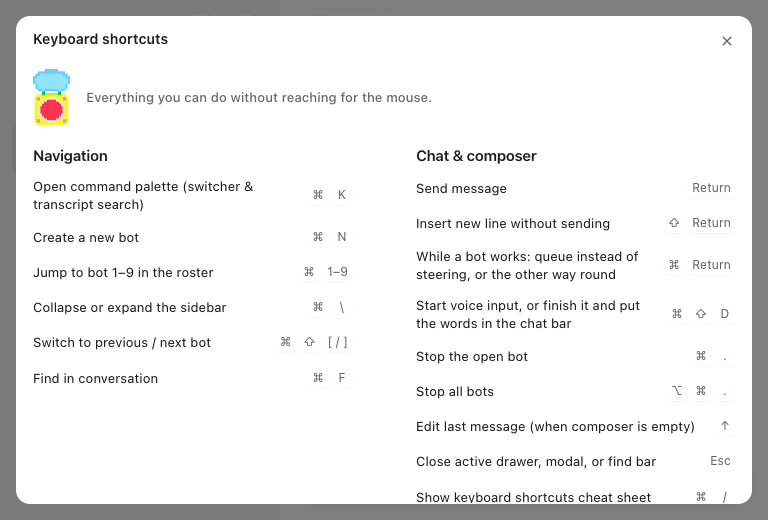 Keyboard shortcuts
Everything you can do without reaching for the mouse.
Navigation
Open command palette (switcher &
transcript search) ⌘ K
Create a new bot ⌘ N
Jump to bot 1–9 in the roster ⌘ 1–9
Collapse or expand the sidebar ⌘ \
Switch to previous / next bot ⌘ ⇧ [ / ]
Find in conversation ⌘ F
Chat & composer
Send message Return
Insert new line without sending ⇧ Return
While a bot works: queue instead of
steering, or the other way round ⌘ Return
Start voice input, or finish it and put
the words in the chat bar ⌘ ⇧ D
Stop the open bot ⌘ .
Stop all bots ⌥ ⌘ .
Edit last message (when composer is empty) ↑
Close active drawer, modal, or find bar Esc
Show keyboard shortcuts cheat sheet ⌘ /